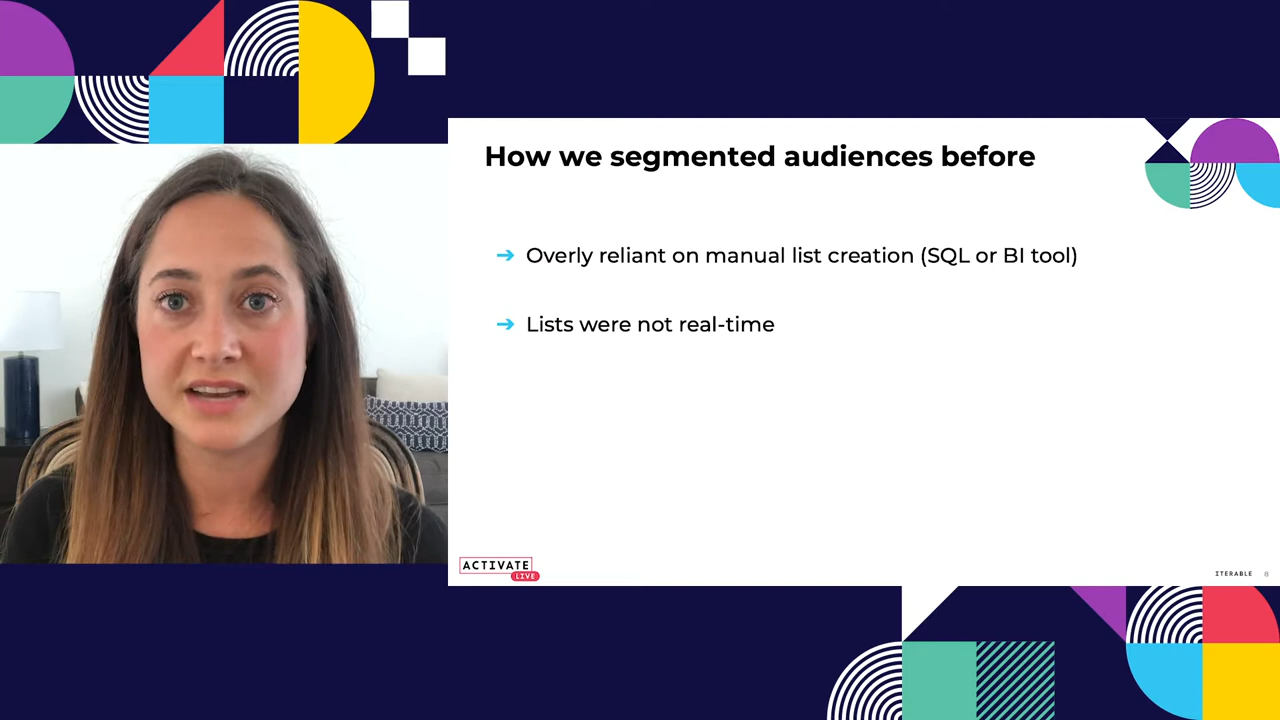 How we segmented audiences before
➔ Overly reliant on manual list creation (SQL or BI tool)
➔ Lists were not real-time
ACTIVATE
LIVE
ITERABLE 8